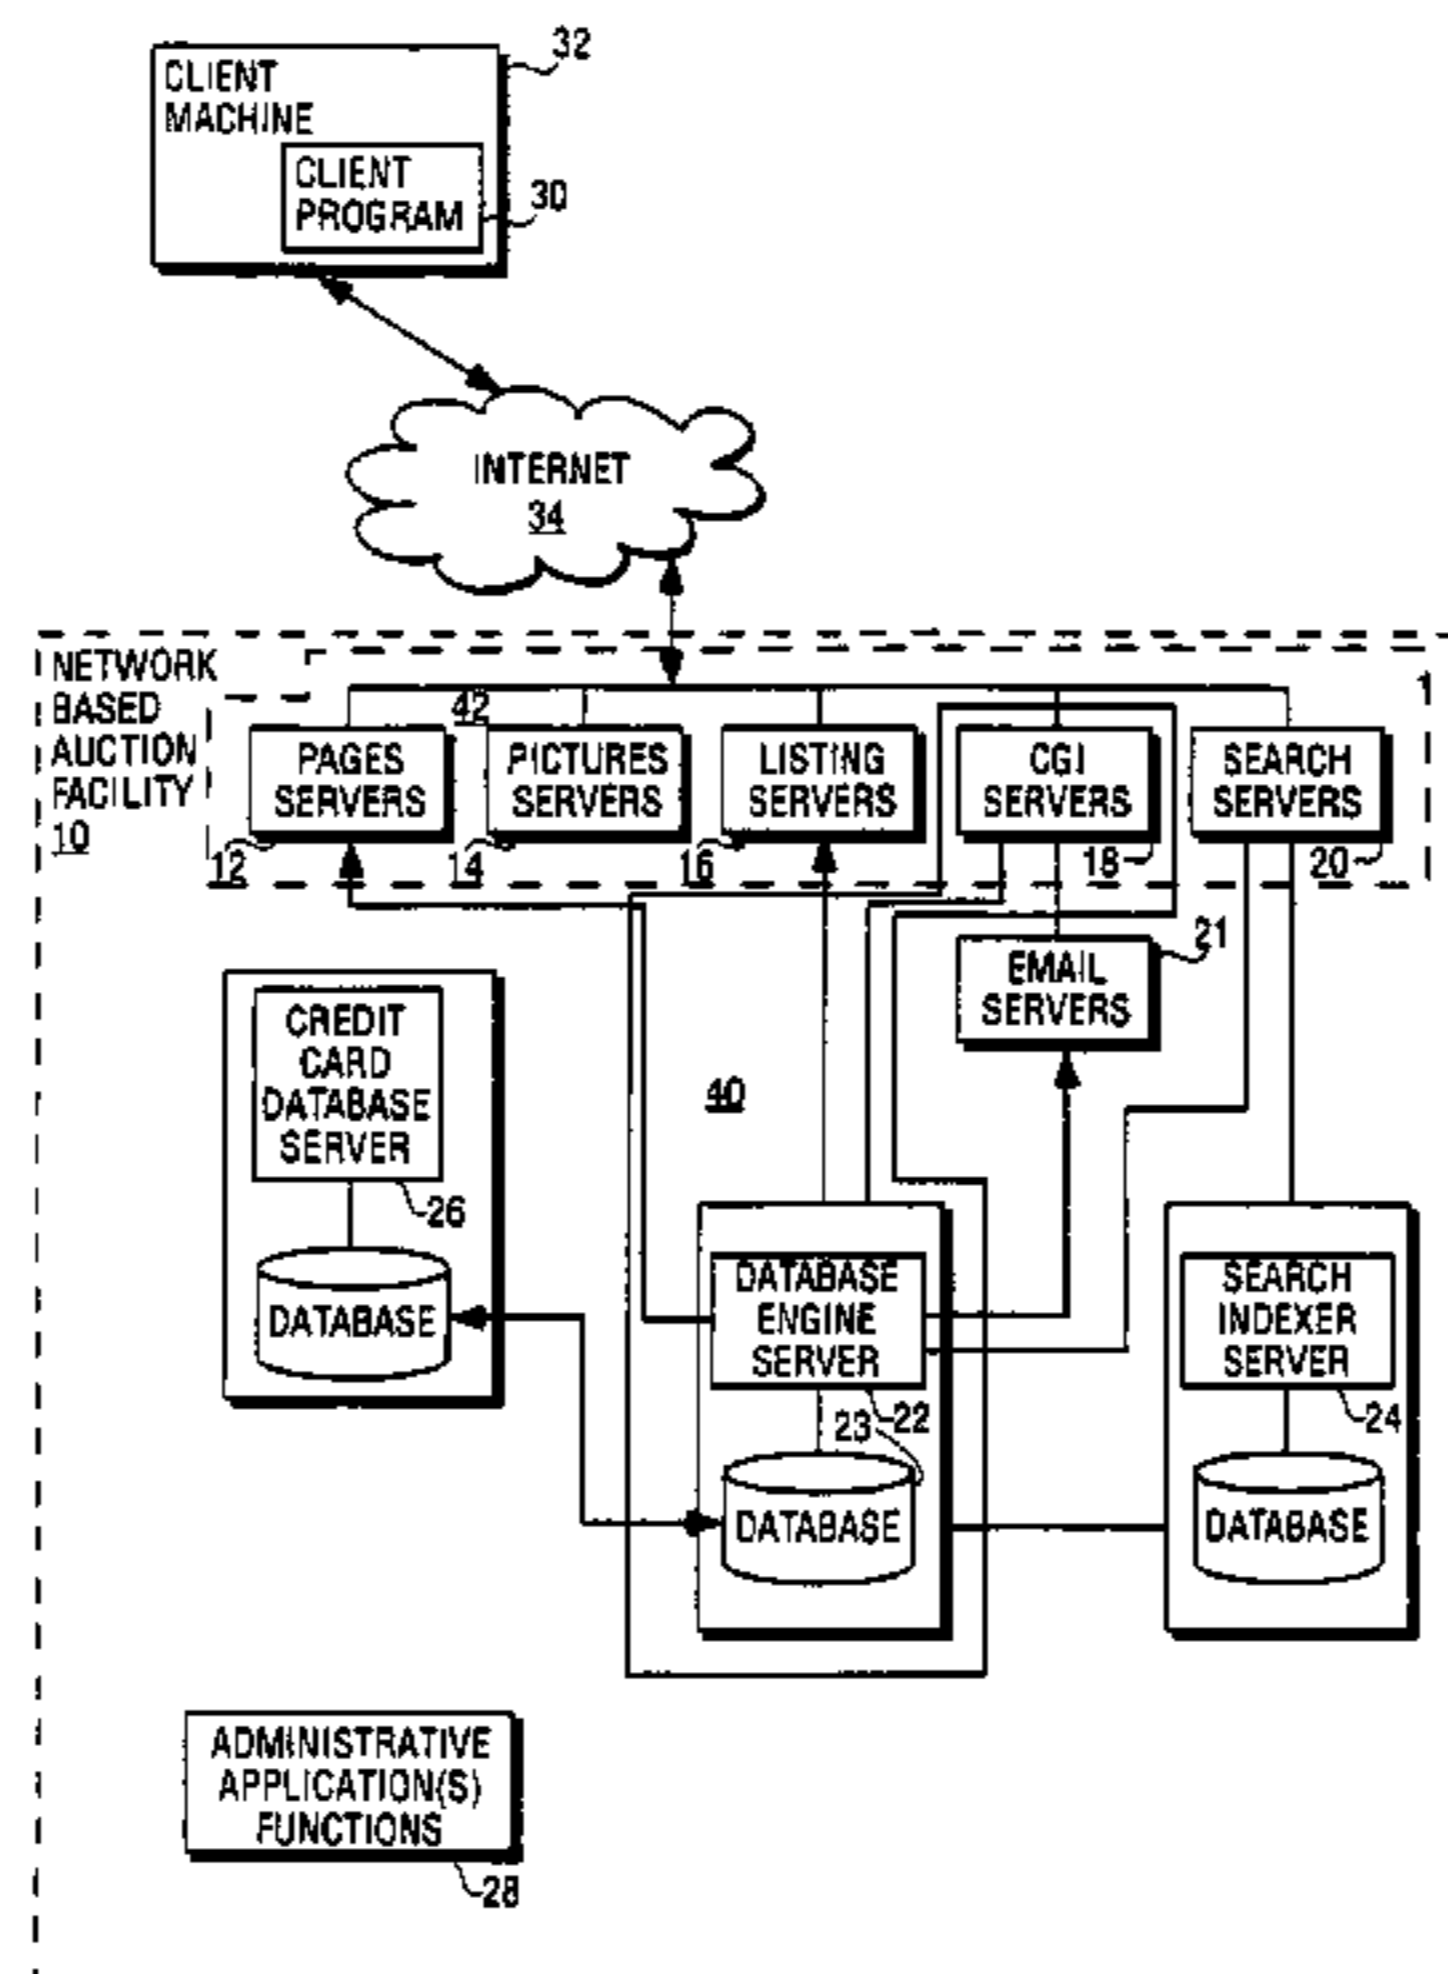 32
CLIENT
MACHINE
CLIENT
PROGRAM
30
INTERNET
34
NETWORK
BASED
AUCTION
FACILITY
10
42
PAGES
SERVERS
12
PICTURES
SERVERS
14
LISTING
SERVERS
16
CGI
SERVERS
18
SEARCH
SERVERS
20
EMAIL
SERVERS
21
CREDIT
CARD
DATABASE
SERVER
26
DATABASE
40
DATABASE
ENGINE
SERVER
22
23
DATABASE
SEARCH
INDEXER
SERVER
24
DATABASE
ADMINISTRATIVE
APPLICATION(S)
FUNCTIONS
28